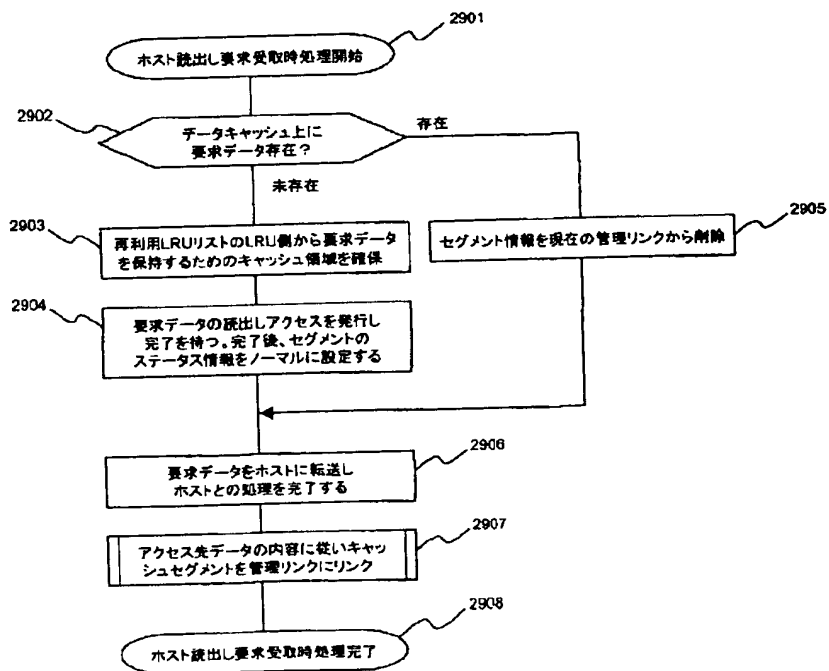 2901
ホスト読出し要求受取時処理開始
2902
データキャッシュ上に
要求データ存在?
存在
未存在
2903
再利用LRUリストのLRU側から要求データ
を保持するためのキャッシュ領域を確保
2905
セグメント情報を現在の管理リンクから削除
2904
要求データの読出しアクセスを発行し
完了を待つ。完了後、セグメントの
ステータス情報をノーマルに設定する
2906
要求データをホストに転送し
ホストとの処理を完了する
2907
アクセス先データの内容に従いキャッ
シュセグメントを管理リンクにリンク
2908
ホスト読出し要求受取時処理完了